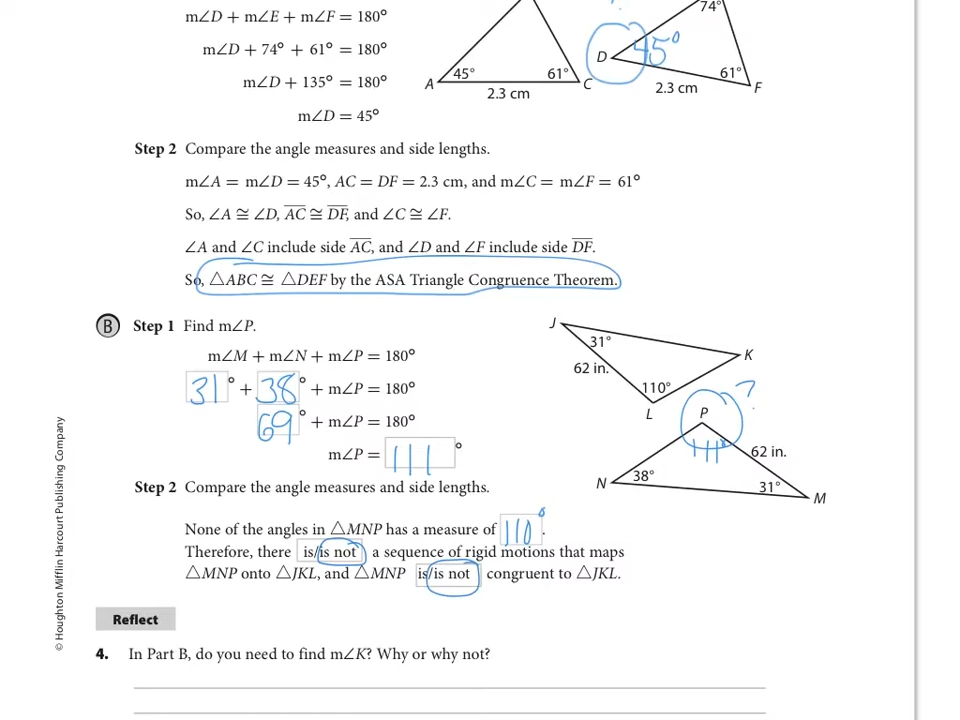 m∠D + m∠E + m∠F = 180°
74°
m∠D + 74° + 61° = 180°
D 45°
m∠D + 135° = 180°
A 45° 61° C
61° F
2.3 cm
2.3 cm
m∠D = 45°
Step 2 Compare the angle measures and side lengths.
m∠A = m∠D = 45°, AC = DF = 2.3 cm, and m∠C = m∠F = 61°
So, ∠A ≅ ∠D, AC ≅ DF, and ∠C ≅ ∠F.
∠A and ∠C include side AC, and ∠D and ∠F include side DF.
So, △ABC ≅ △DEF by the ASA Triangle Congruence Theorem.
B Step 1 Find m∠P.
m∠M + m∠N + m∠P = 180°
31° + 38° + m∠P = 180°
69° + m∠P = 180°
m∠P = 111°
J
31°
K
62 in.
110°
L
P ?
111°
62 in.
N 38°
31° M
Step 2 Compare the angle measures and side lengths.
None of the angles in △MNP has a measure of 110°.
Therefore, there is/is not a sequence of rigid motions that maps
△MNP onto △JKL, and △MNP is/is not congruent to △JKL.
Reflect
4. In Part B, do you need to find m∠K? Why or why not?
© Houghton Mifflin Harcourt Publishing Company